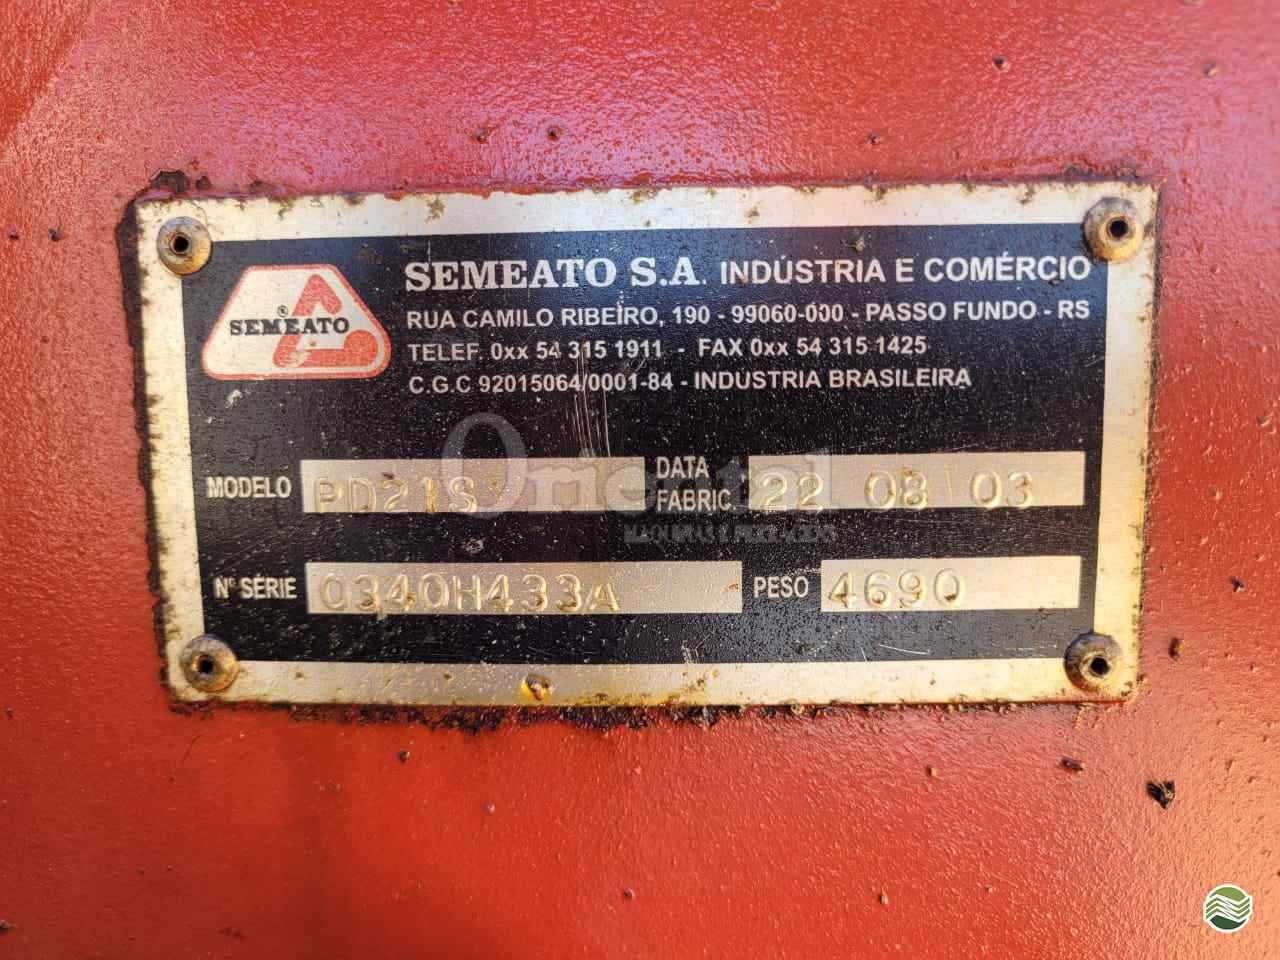 SEMEATO S.A. INDÚSTRIA E COMÉRCIO
® SEMEATO
RUA CAMILO RIBEIRO, 190 - 99060-000 - PASSO FUNDO - RS
TELEF. 0xx 54 315 1911 - FAX 0xx 54 315 1425
C.G.C 92015064/0001-84 - INDÚSTRIA BRASILEIRA
MODELO PD21S DATA FABRIC 22 08 03
Oriental
Nº SÉRIE 0340H433A PESO 4690